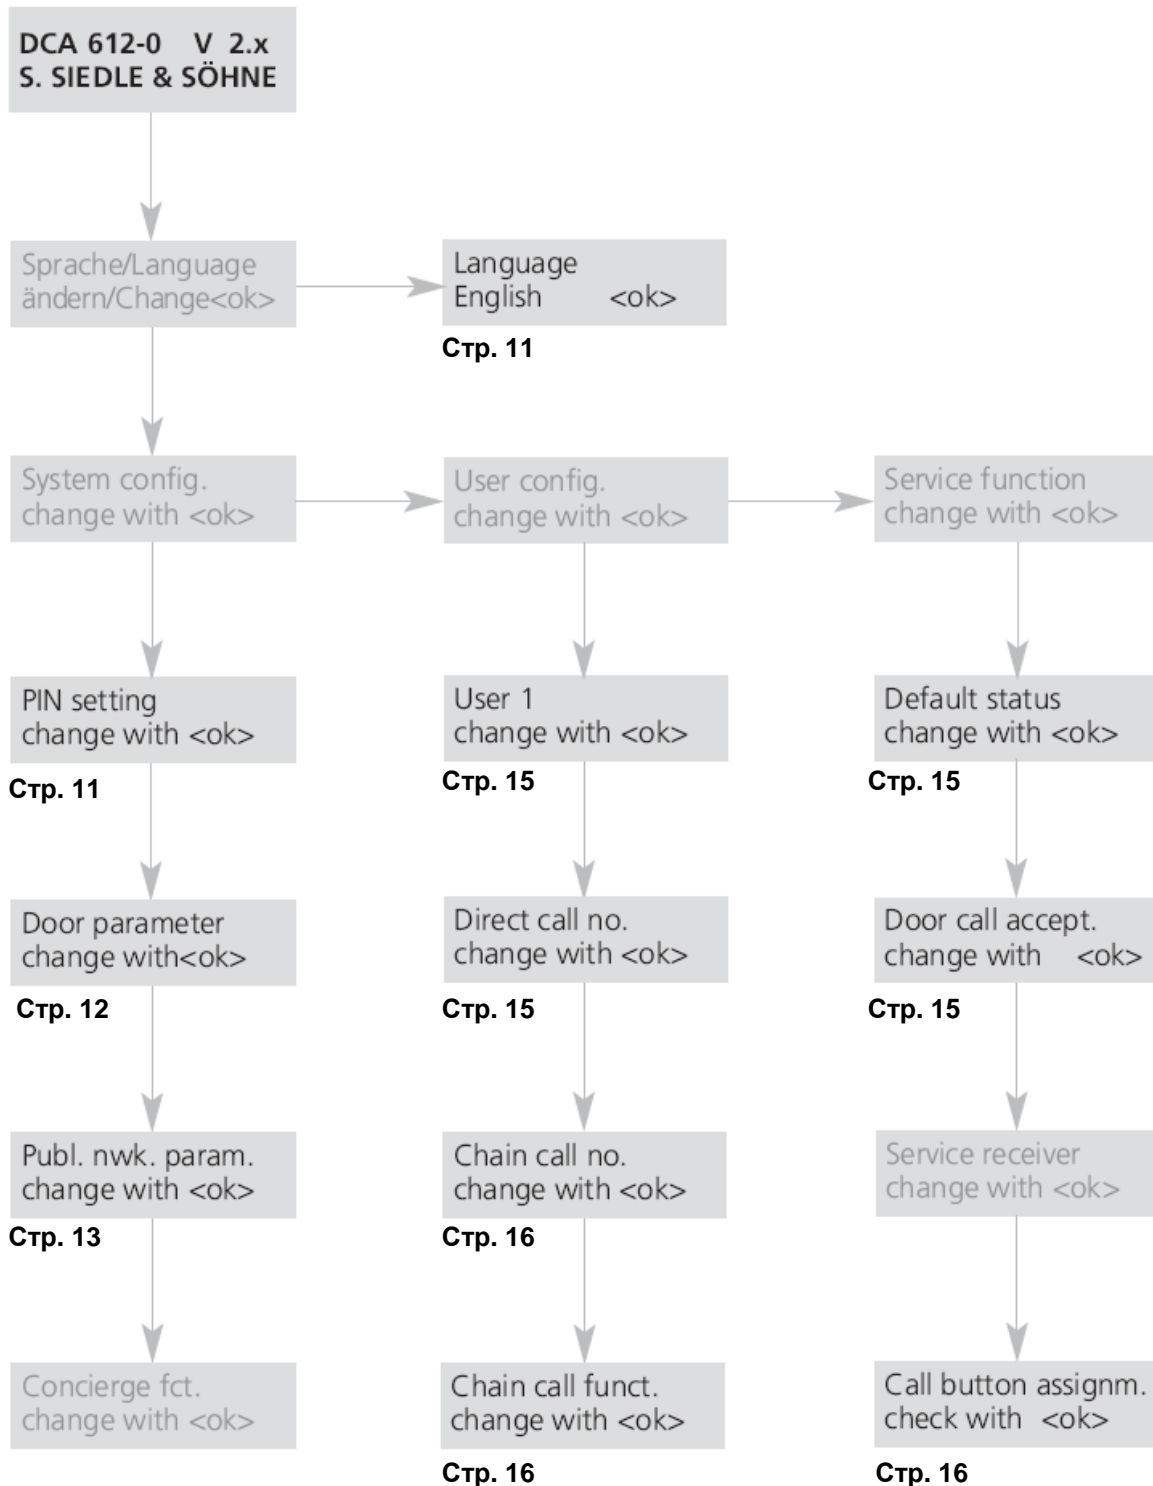 DCA 612-0 V 2.x
S. SIEDLE & SÖHNE
Sprache/Language
ändern/Change<ok>
Language
English <ok>
Стр. 11
System config.
change with <ok>
User config.
change with <ok>
Service function
change with <ok>
PIN setting
change with <ok>
Стр. 11
User 1
change with <ok>
Стр. 15
Default status
change with <ok>
Стр. 15
Door parameter
change with<ok>
Стр. 12
Direct call no.
change with <ok>
Стр. 15
Door call accept.
change with <ok>
Стр. 15
Publ. nwk. param.
change with <ok>
Стр. 13
Chain call no.
change with <ok>
Стр. 16
Service receiver
change with <ok>
Concierge fct.
change with <ok>
Chain call funct.
change with <ok>
Стр. 16
Call button assignm.
check with <ok>
Стр. 16